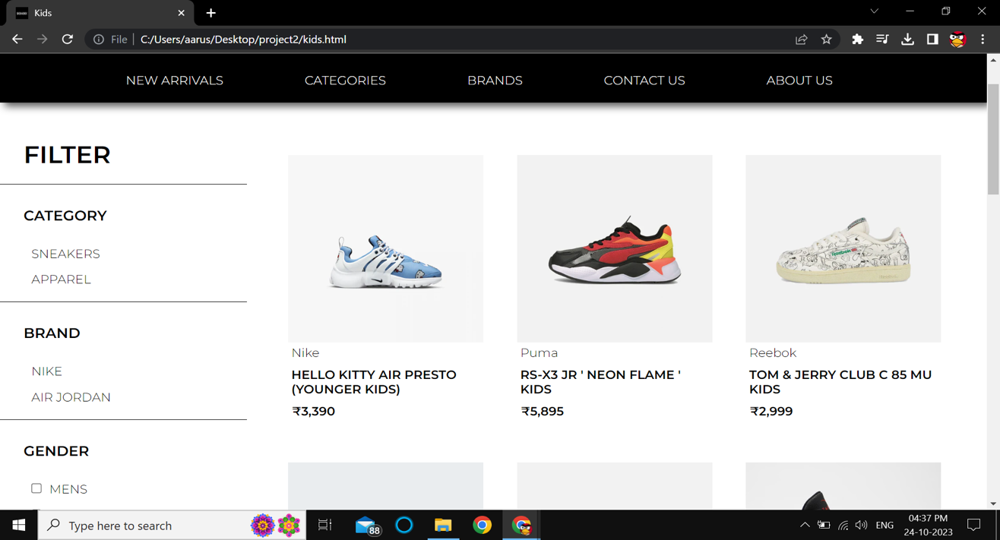 Kids
File
C:/Users/aarus/Desktop/project2/kids.html
NEW ARRIVALS CATEGORIES BRANDS CONTACT US ABOUT US
FILTER
CATEGORY
SNEAKERS
APPAREL
BRAND
NIKE
AIR JORDAN
GENDER
MENS
Reebok
Nike
HELLO KITTY AIR PRESTO
(YOUNGER KIDS)
₹3,390
Puma
RS-X3 JR ' NEON FLAME '
KIDS
₹5,895
Reebok
TOM & JERRY CLUB C 85 MU
KIDS
₹2,999
Type here to search
88
ENG
04:37 PM
24-10-2023